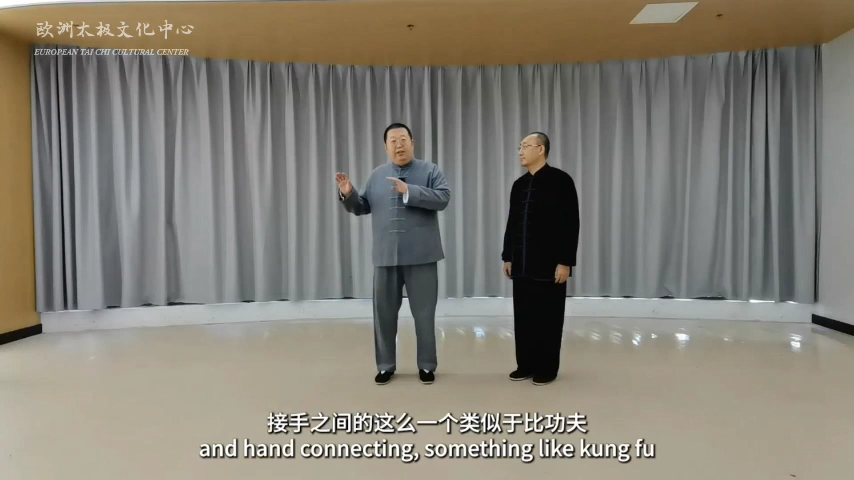 欧洲太极文化中心
EUROPEAN TAI CHI CULTURAL CENTER
接手之间的这么一个类似于比功夫
and hand connecting, something like kung fu